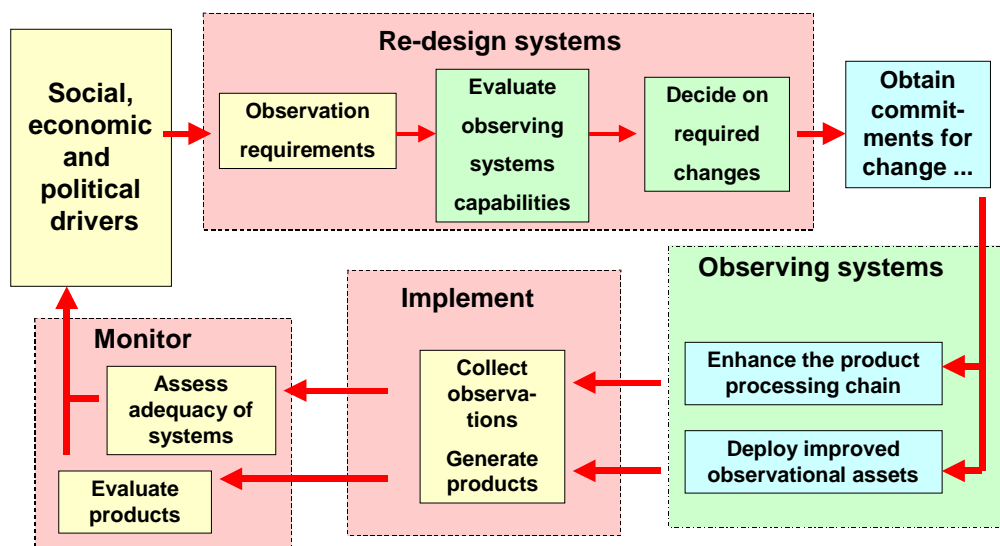 Social,
economic
and
political
drivers
Re-design systems
Observation
requirements
Evaluate
observing
systems
capabilities
Decide on
required
changes
Obtain
commit-
ments for
change ...
Observing systems
Enhance the product
processing chain
Deploy improved
observational assets
Implement
Collect
observa-
tions
Generate
products
Monitor
Assess
adequacy of
systems
Evaluate
products